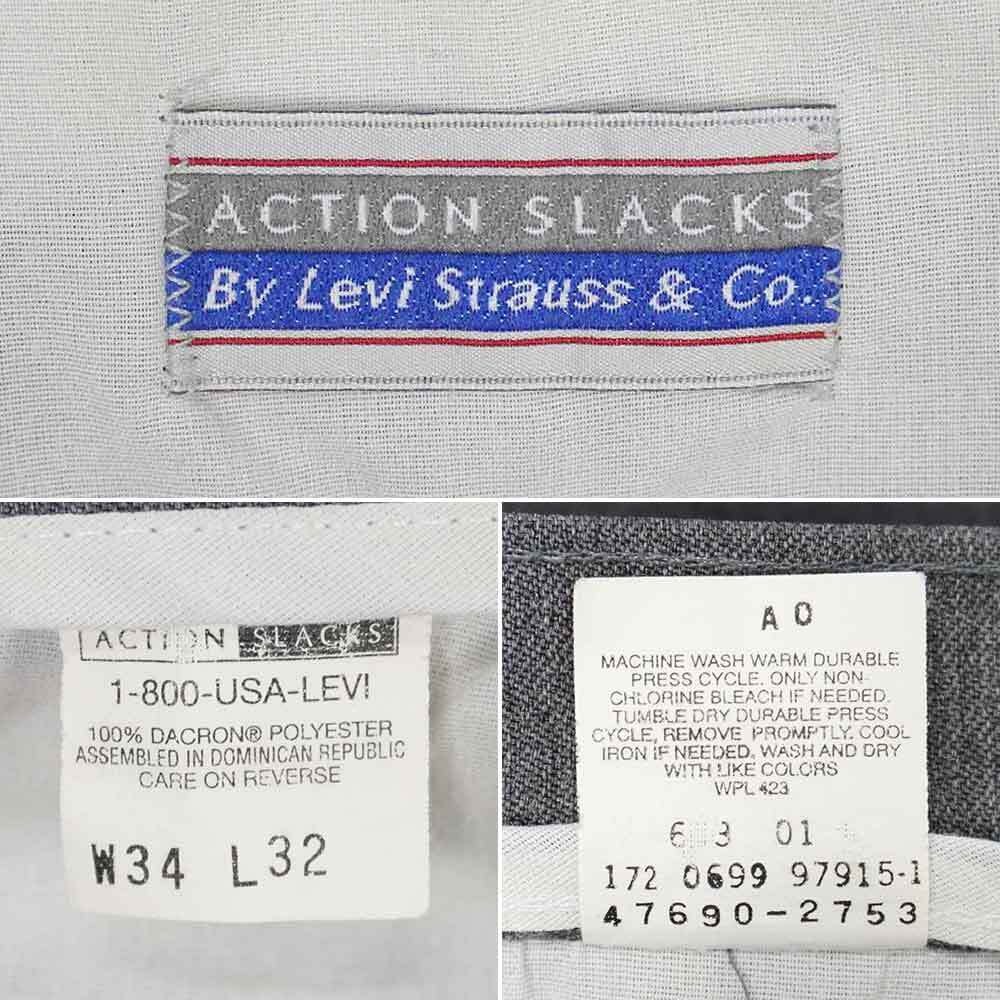 ACTION SLACKS
By Levi Strauss & Co.
ACTION SLACKS
1-800-USA-LEVI
100% DACRON® POLYESTER
ASSEMBLED IN DOMINICAN REPUBLIC
CARE ON REVERSE
W34 L32
A0
MACHINE WASH WARM DURABLE
PRESS CYCLE. ONLY NON-
CHLORINE BLEACH IF NEEDED.
TUMBLE DRY DURABLE PRESS
CYCLE, REMOVE PROMPTLY. COOL
IRON IF NEEDED. WASH AND DRY
WITH LIKE COLORS
WPL 423
01
172 0699 97915-1
47690-2753